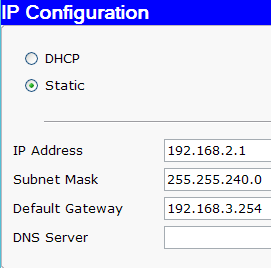 IP Configuration
DHCP
Static
IP Address 192.168.2.1
Subnet Mask 255.255.240.0
Default Gateway 192.168.3.254
DNS Server